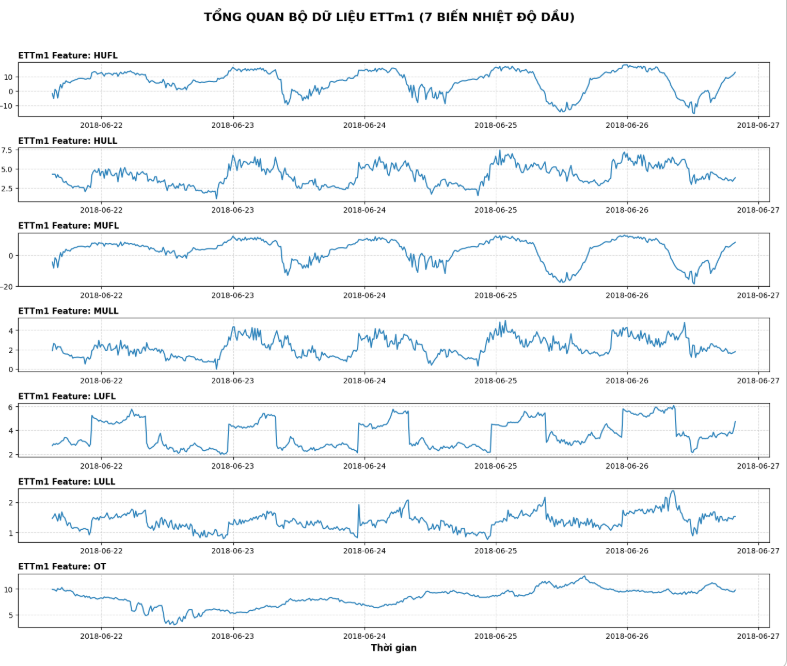 TỔNG QUAN BỘ DỮ LIỆU ETTm1 (7 BIẾN NHIỆT ĐỘ DẦU)
ETTm1 Feature: HUFL
10
0
−10
2018-06-22 2018-06-23 2018-06-24 2018-06-25 2018-06-26 2018-06-27
ETTm1 Feature: HULL
7.5
5.0
2.5
2018-06-22 2018-06-23 2018-06-24 2018-06-25 2018-06-26 2018-06-27
ETTm1 Feature: MUFL
0
−20
2018-06-22 2018-06-23 2018-06-24 2018-06-25 2018-06-26 2018-06-27
ETTm1 Feature: MULL
4
2
0
2018-06-22 2018-06-23 2018-06-24 2018-06-25 2018-06-26 2018-06-27
ETTm1 Feature: LUFL
6
4
2
2018-06-22 2018-06-23 2018-06-24 2018-06-25 2018-06-26 2018-06-27
ETTm1 Feature: LULL
2
1
2018-06-22 2018-06-23 2018-06-24 2018-06-25 2018-06-26 2018-06-27
ETTm1 Feature: OT
10
5
2018-06-22 2018-06-23 2018-06-24 2018-06-25 2018-06-26 2018-06-27
Thời gian